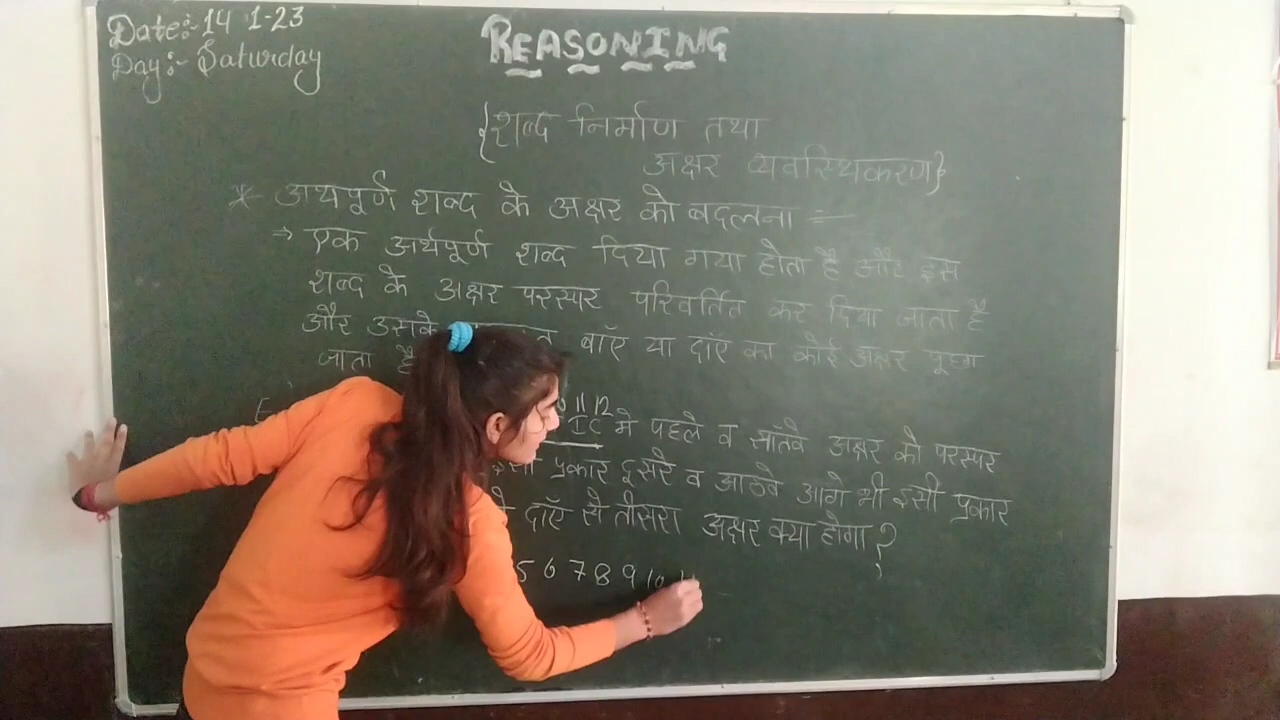 Date:- 14 1-23
Day:- Saturday
REASONING
{शब्द निर्माण तथा
अक्षर व्यवस्थिकरण}
* अर्थपूर्ण शब्द के अक्षर को बदलना :-
⇒ एक अर्थपूर्ण शब्द दिया गया होता है और इस
शब्द के अक्षर परस्पर परिवर्तित कर दिया जाता है
और उसके बाँए या दाँए का कोई अक्षर पूछा
जाता है
11 12
IC में पहले व साँतवे अक्षर को परस्पर
इसी प्रकार दूसरे व आठवे आगे भी इसी प्रकार
दाँए से तीसरा अक्षर क्या होगा ?
5 6 7 8 9 10 11